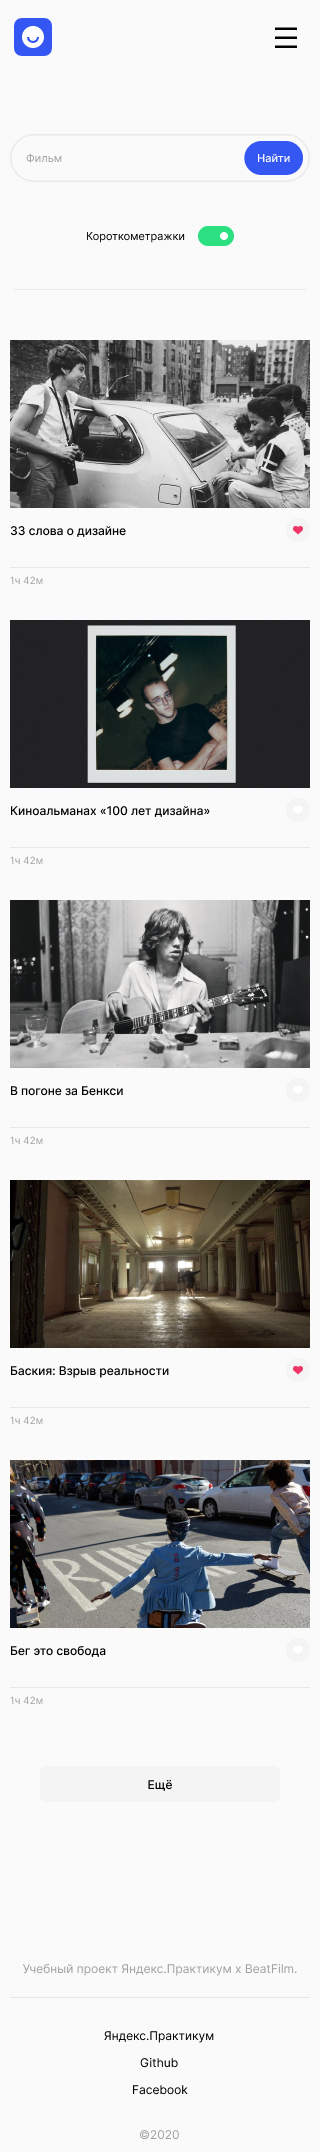 Фильм
Найти
Короткометражки
33 слова о дизайне
1ч 42м
Киноальманах «100 лет дизайна»
1ч 42м
В погоне за Бенкси
1ч 42м
Баския: Взрыв реальности
1ч 42м
Бег это свобода
1ч 42м
Ещё
Учебный проект Яндекс.Практикум х BeatFilm.
Яндекс.Практикум
Github
Facebook
©2020